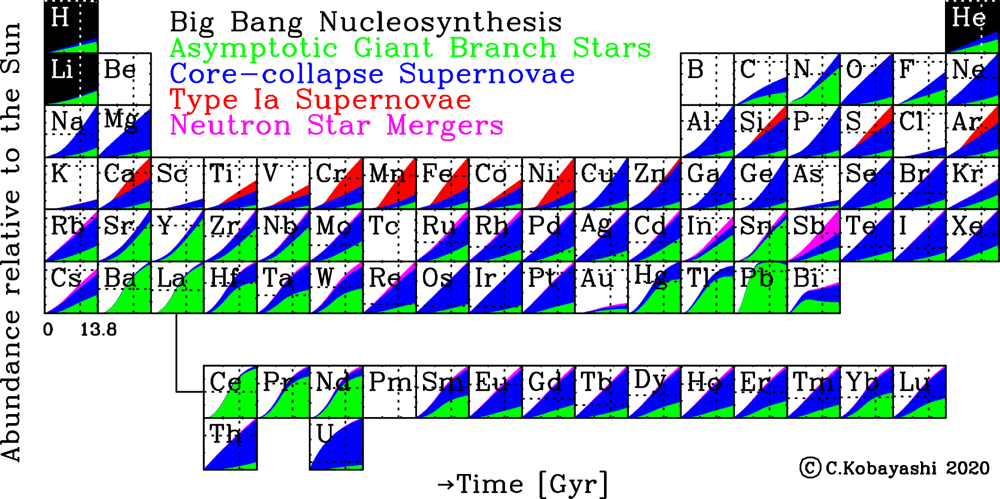 H He
Big Bang Nucleosynthesis
Asymptotic Giant Branch Stars
Core-collapse Supernovae
Type Ia Supernovae
Neutron Star Mergers
Li Be B C N O F Ne
Na Mg Al Si P S Cl Ar
K Ca Sc Ti V Cr Mn Fe Co Ni Cu Zn Ga Ge As Se Br Kr
Rb Sr Y Zr Nb Mo Tc Ru Rh Pd Ag Cd In Sn Sb Te I Xe
Cs Ba La Hf Ta W Re Os Ir Pt Au Hg Tl Pb Bi
0 13.8
Ce Pr Nd Pm Sm Eu Gd Tb Dy Ho Er Tm Yb Lu
Th U
Abundance relative to the Sun
→Time [Gyr]
© C.Kobayashi 2020